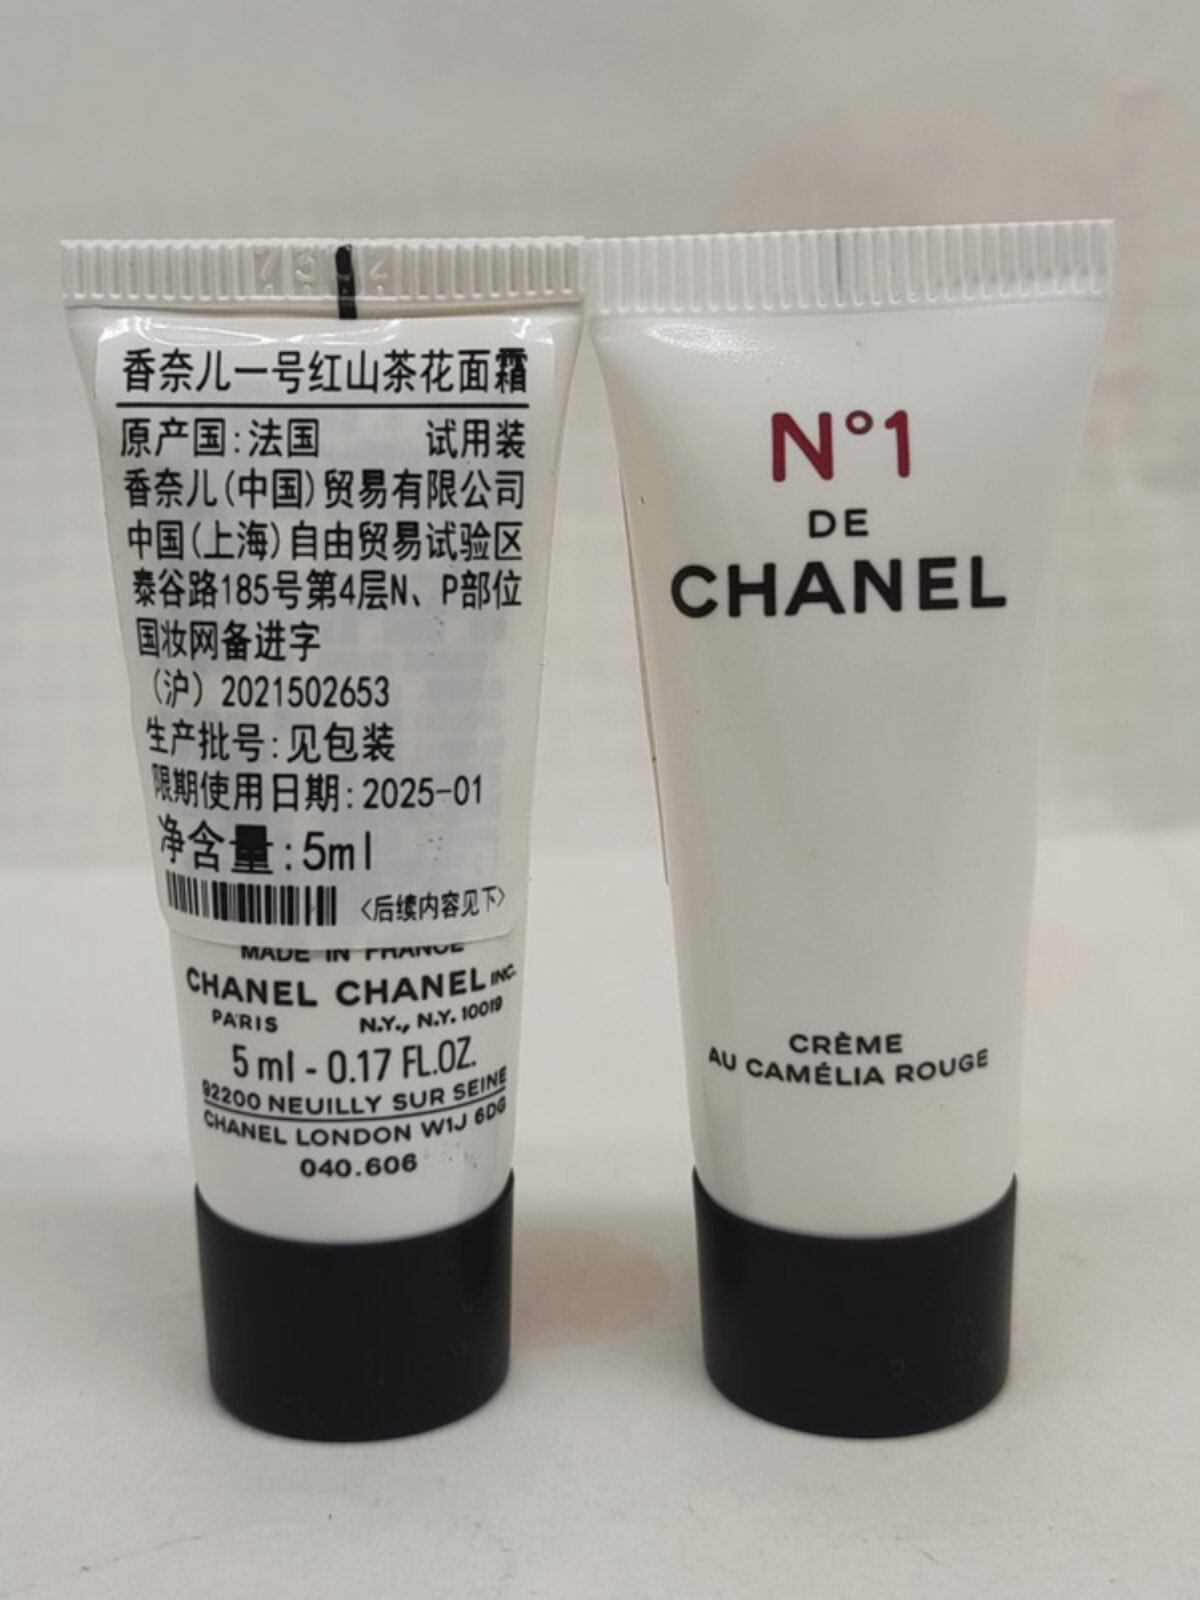 香奈儿一号红山茶花面霜
原产国:法国 试用装
香奈儿(中国)贸易有限公司
中国(上海)自由贸易试验区
泰谷路185号第4层N、P部位
国妆网备进字
(沪)2021502653
生产批号:见包装
限期使用日期:2025-01
净含量:5ml
<后续内容见下>
MADE IN FRANCE
CHANEL CHANEL INC.
PARIS N.Y., N.Y. 10019
5 ml - 0.17 FL.OZ.
92200 NEUILLY SUR SEINE
CHANEL LONDON W1J 6DG
040.606
N°1
DE
CHANEL
CRÈME
AU CAMÉLIA ROUGE